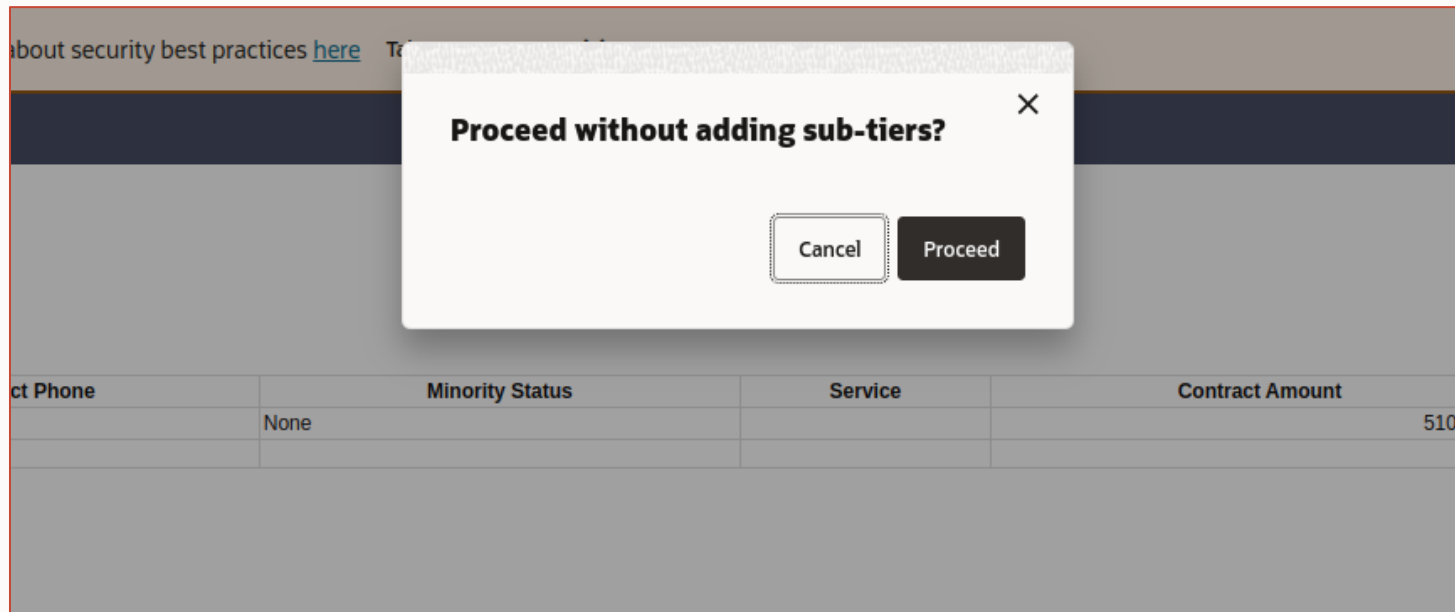 about security best practices here
Proceed without adding sub-tiers?
Cancel Proceed
ct Phone Minority Status Service Contract Amount
None 510